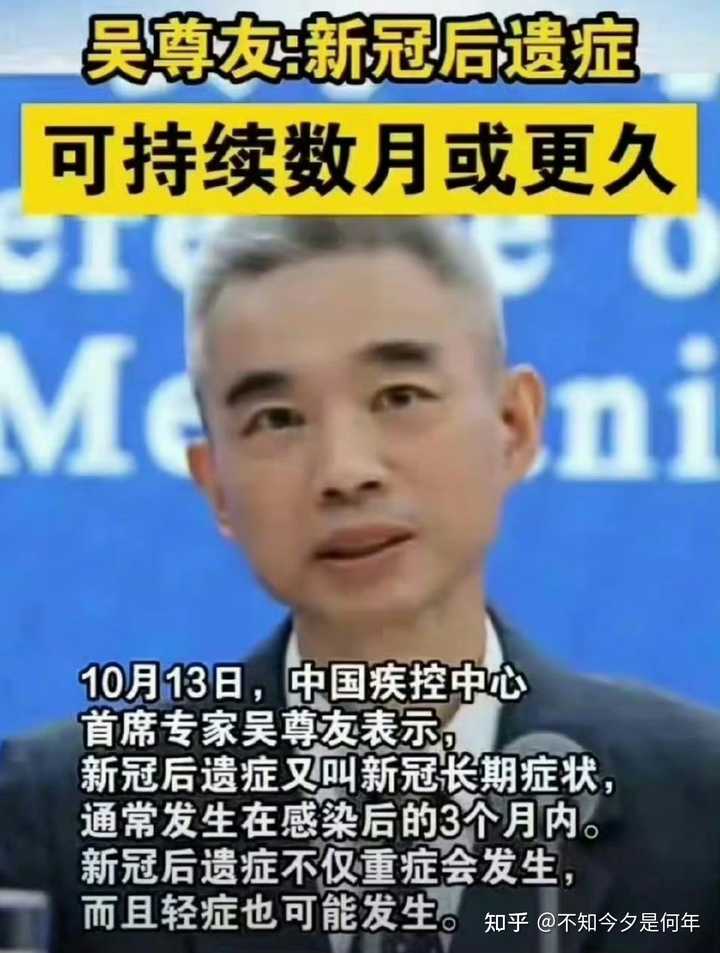 吴尊友:新冠后遗症
可持续数月或更久
erence o
Me ni
10月13日，中国疾控中心
首席专家吴尊友表示，
新冠后遗症又叫新冠长期症状，
通常发生在感染后的3个月内。
新冠后遗症不仅重症会发生，
而且轻症也可能发生。
知乎 @不知今夕是何年